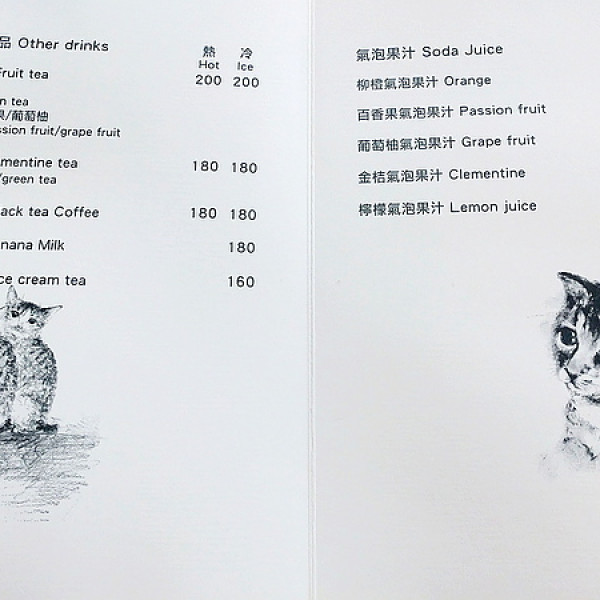 品 Other drinks
熱 冷
Hot Ice
Fruit tea 200 200
n tea
果/葡萄柚
ssion fruit/grape fruit
mentine tea 180 180
/green tea
ack tea Coffee 180 180
nana Milk 180
ce cream tea 160
氣泡果汁 Soda Juice
柳橙氣泡果汁 Orange
百香果氣泡果汁 Passion fruit
葡萄柚氣泡果汁 Grape fruit
金桔氣泡果汁 Clementine
檸檬氣泡果汁 Lemon juice